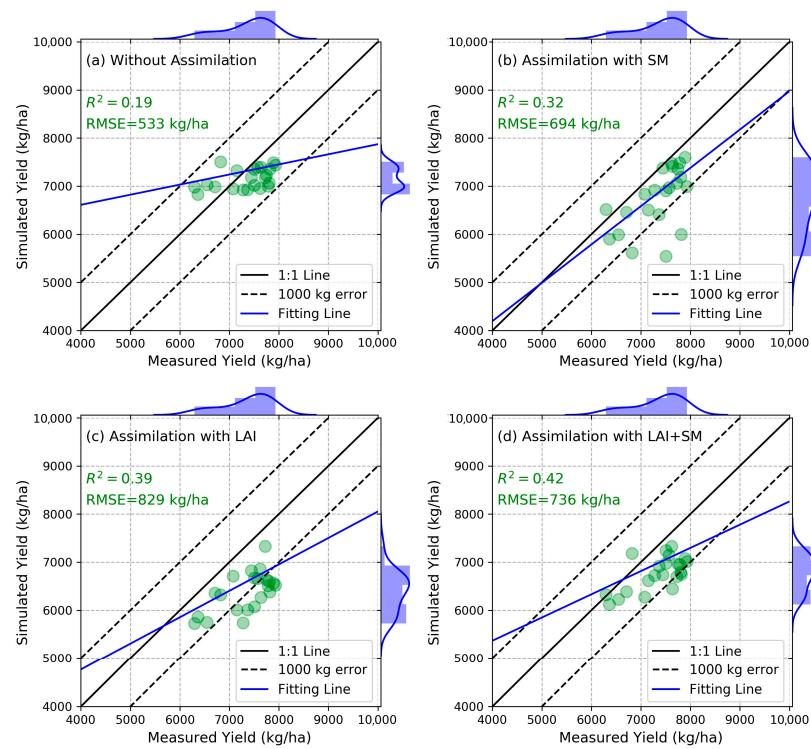 (a) Without Assimilation
R² = 0.19
RMSE=533 kg/ha
10,000
9000
8000
7000
6000
5000
4000
Simulated Yield (kg/ha)
1:1 Line
1000 kg error
Fitting Line
4000 5000 6000 7000 8000 9000 10,000
Measured Yield (kg/ha)
(b) Assimilation with SM
R² = 0.32
RMSE=694 kg/ha
10,000
9000
8000
7000
6000
5000
4000
Simulated Yield (kg/ha)
1:1 Line
1000 kg error
Fitting Line
4000 5000 6000 7000 8000 9000 10,000
Measured Yield (kg/ha)
(c) Assimilation with LAI
R² = 0.39
RMSE=829 kg/ha
10,000
9000
8000
7000
6000
5000
4000
Simulated Yield (kg/ha)
1:1 Line
1000 kg error
Fitting Line
4000 5000 6000 7000 8000 9000 10,000
Measured Yield (kg/ha)
(d) Assimilation with LAI+SM
R² = 0.42
RMSE=736 kg/ha
10,000
9000
8000
7000
6000
5000
4000
Simulated Yield (kg/ha)
1:1 Line
1000 kg error
Fitting Line
4000 5000 6000 7000 8000 9000 10,000
Measured Yield (kg/ha)